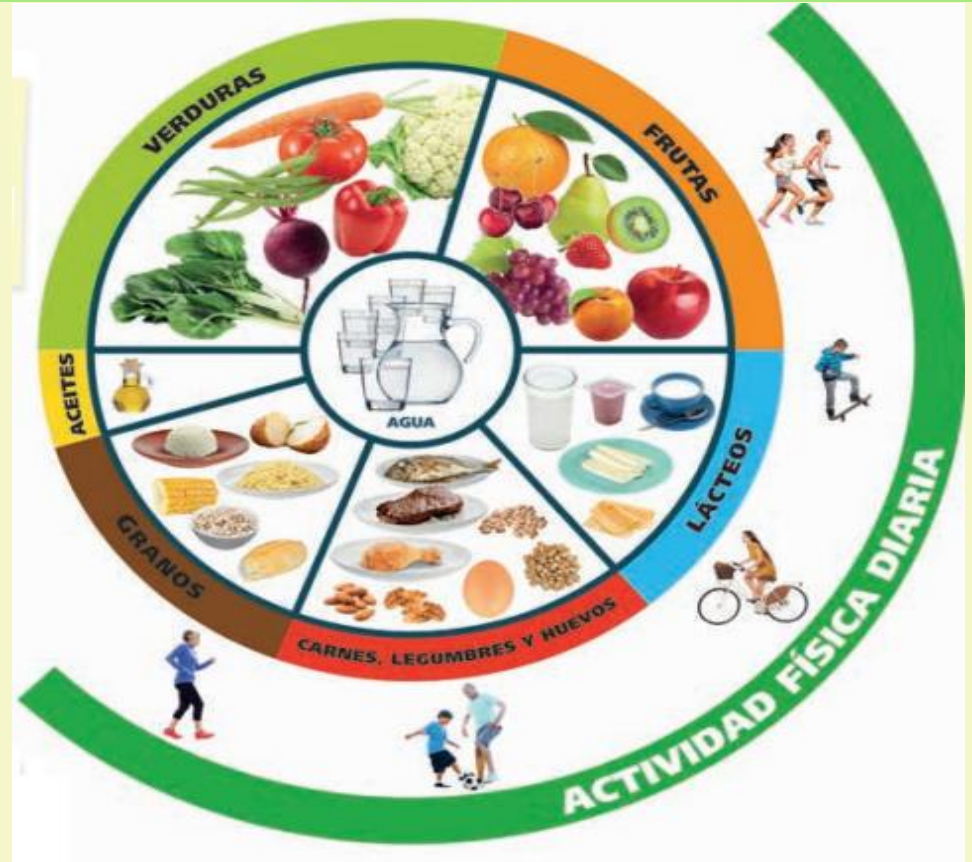 VERDURAS
FRUTAS
ACEITES
AGUA
LÁCTEOS
GRANOS
CARNES, LEGUMBRES Y HUEVOS
ACTIVIDAD FÍSICA DIARIA